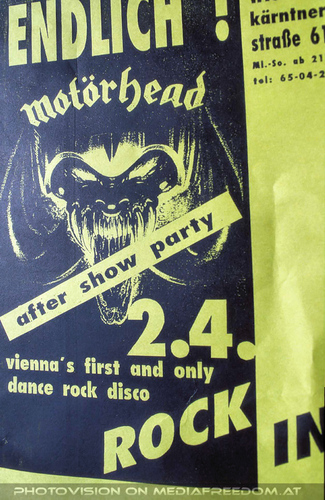 ENDLICH !
kärntner
straße 61
Mi.-So. ab 21
tel: 65-04-2
motörhead
after show party
2.4.
vienna's first and only
dance rock disco
ROCK IN
PHOTOVISION ON MEDIAFREEDOM.AT